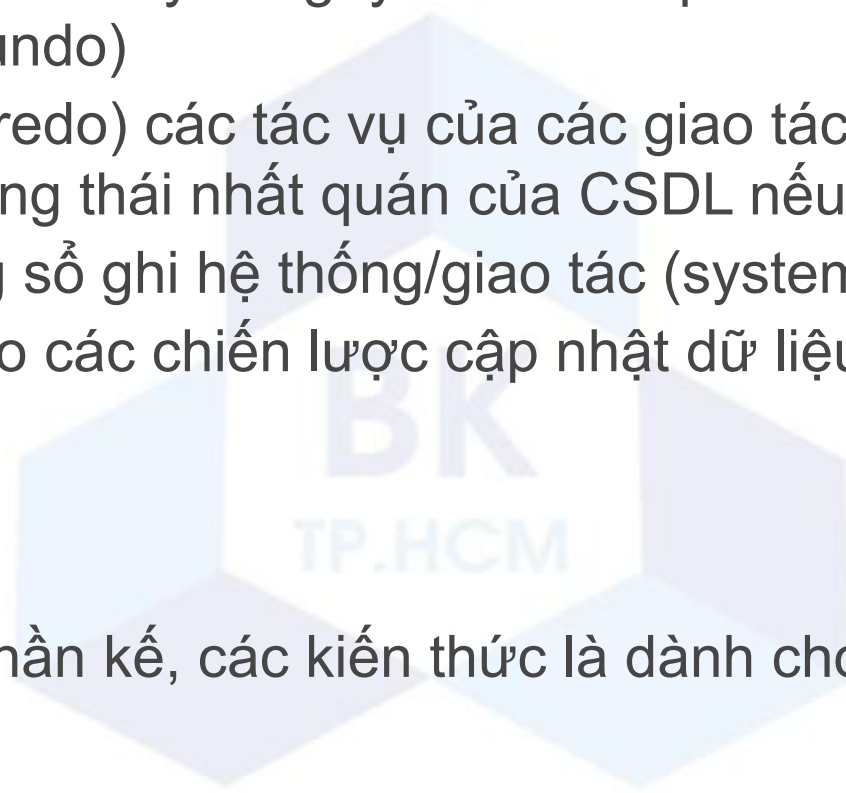 undo)
redo) các tác vụ của các giao tác
ng thái nhất quán của CSDL nếu
sổ ghi hệ thống/giao tác (system
o các chiến lược cập nhật dữ liệu
BK
TP.HCM
hần kế, các kiến thức là dành cho